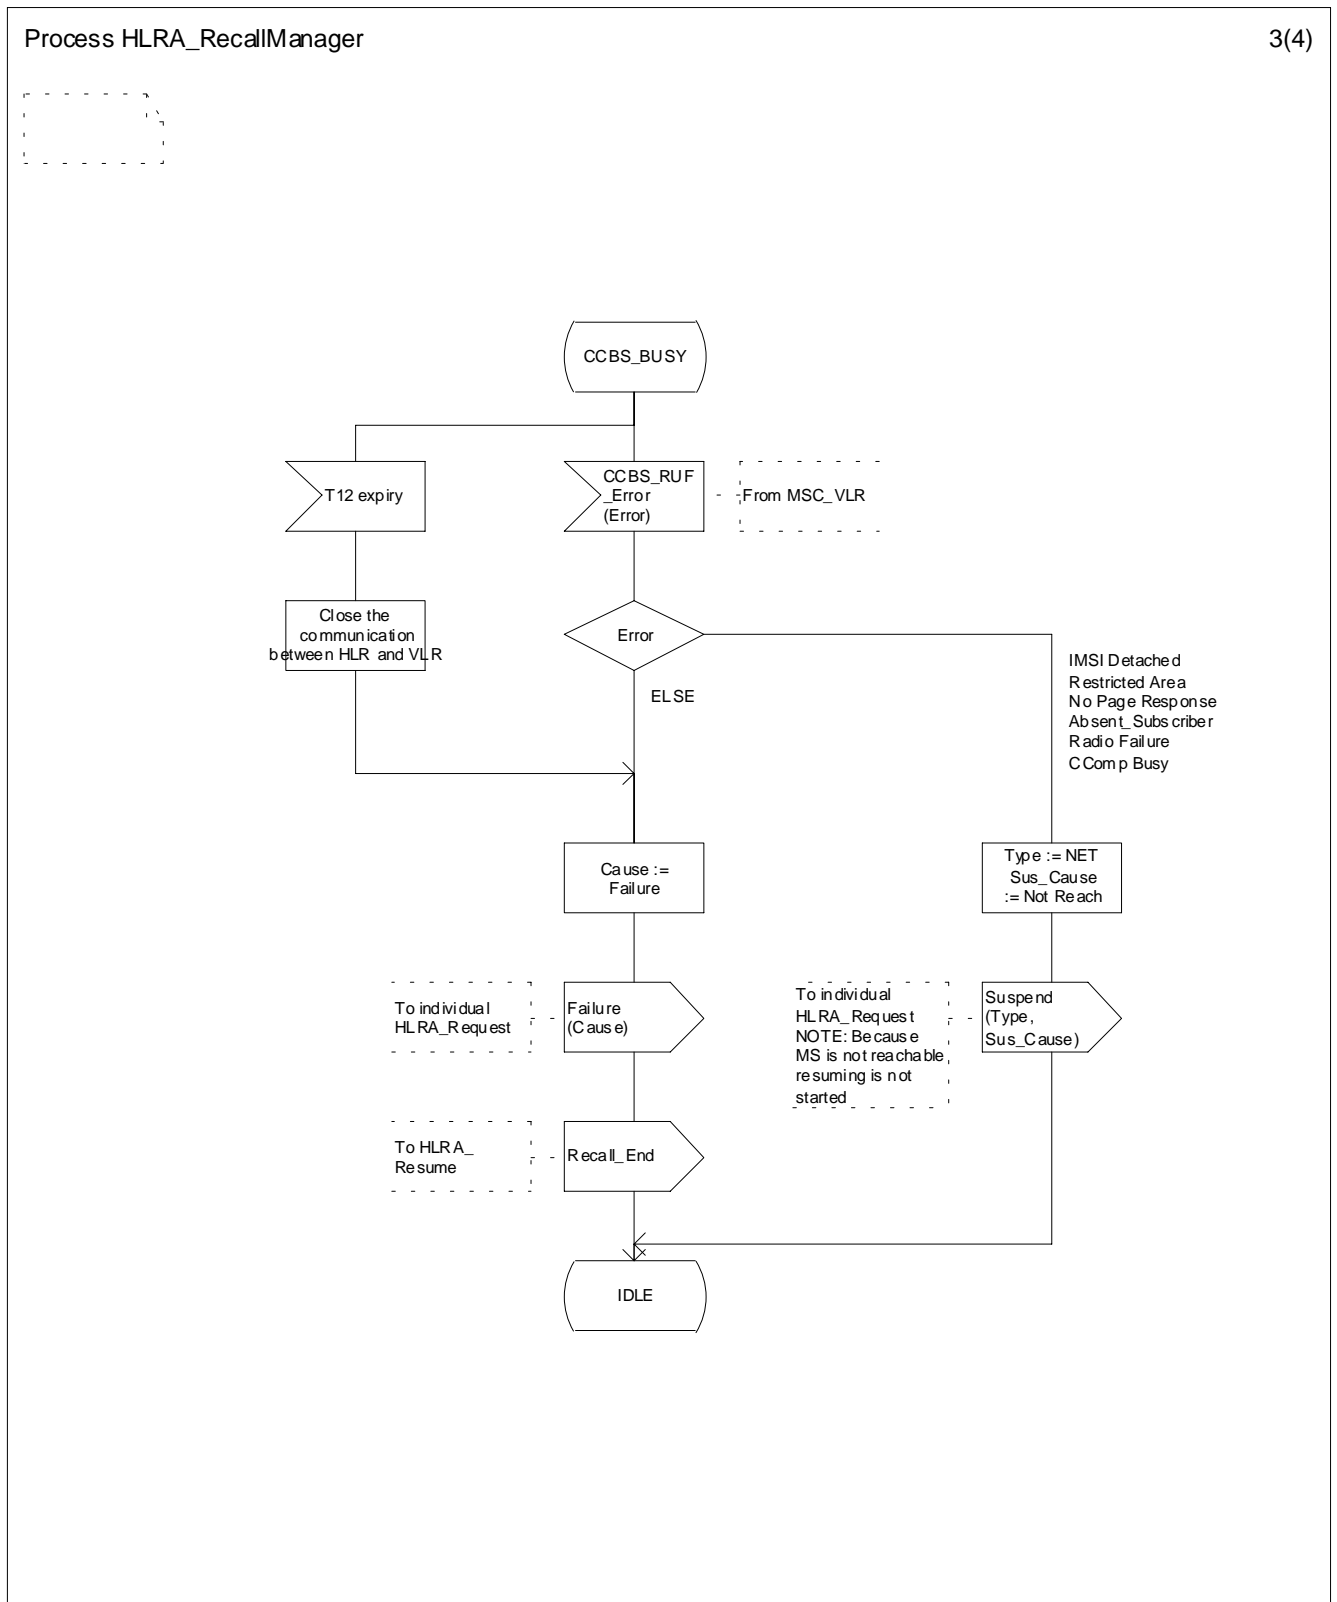 Process HLRA_RecallManager
3(4)
CCBS_BUSY
T12 expiry
CCBS_RUF
_Error
(Error)
From MSC_VLR
Close the
communication
between HLR and VLR
Error
ELSE
IMSI Detached
Restricted Area
No Page Response
Absent_Subscriber
Radio Failure
CComp Busy
Cause :=
Failure
Type := NET
Sus_Cause
:= Not Reach
To individual
HLRA_Request
Failure
(Cause)
To individual
HLRA_Request
NOTE: Because
MS is not reachable
resuming is not
started
Suspend
(Type,
Sus_Cause)
To HLRA_
Resume
Recall_End
IDLE